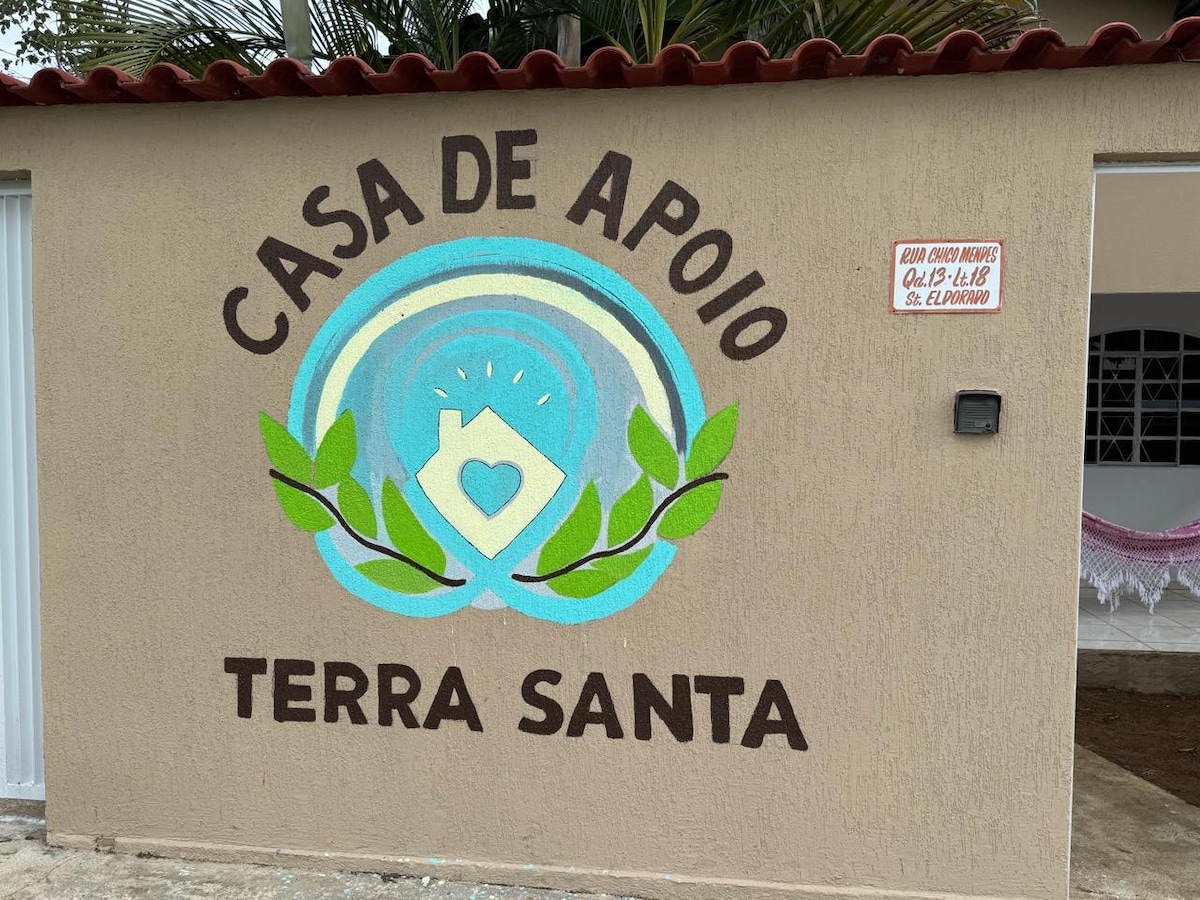 CASA DE APOIO
RUA CHICO MENDES
Qd.13·Lt.18
St. ELDORADO
TERRA SANTA